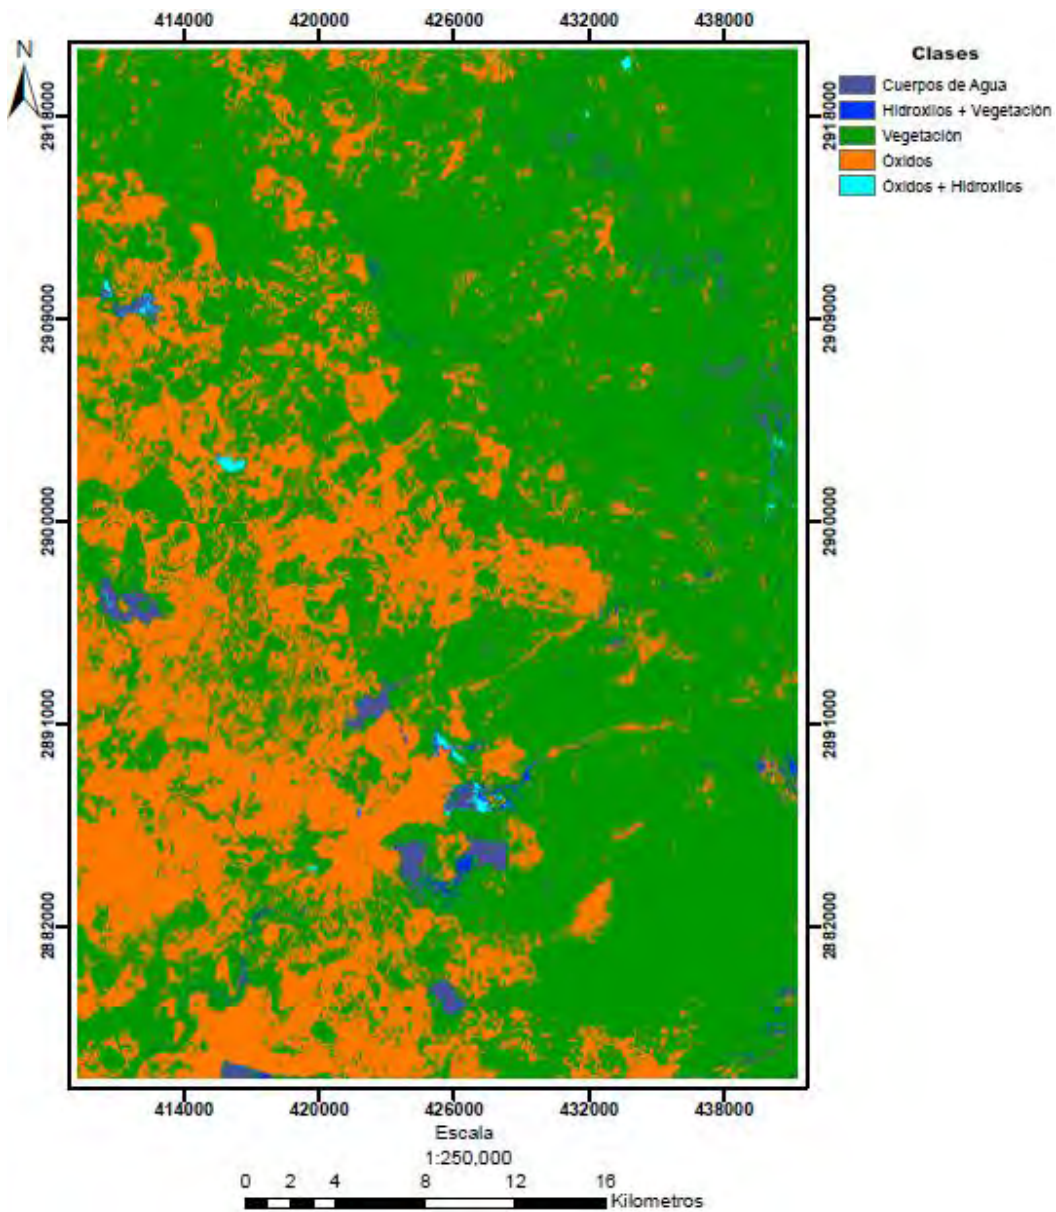 414000 420000 426000 432000 438000
N
Clases
Cuerpos de Agua
Hidroxilos + Vegetación
Vegetación
Óxidos
Óxidos + Hidroxilos
2918000 2918000
2909000 2909000
2900000 2900000
2891000 2891000
2882000 2882000
414000 420000 426000 432000 438000
Escala
1:250,000
0 2 4 8 12 16
Kilometros